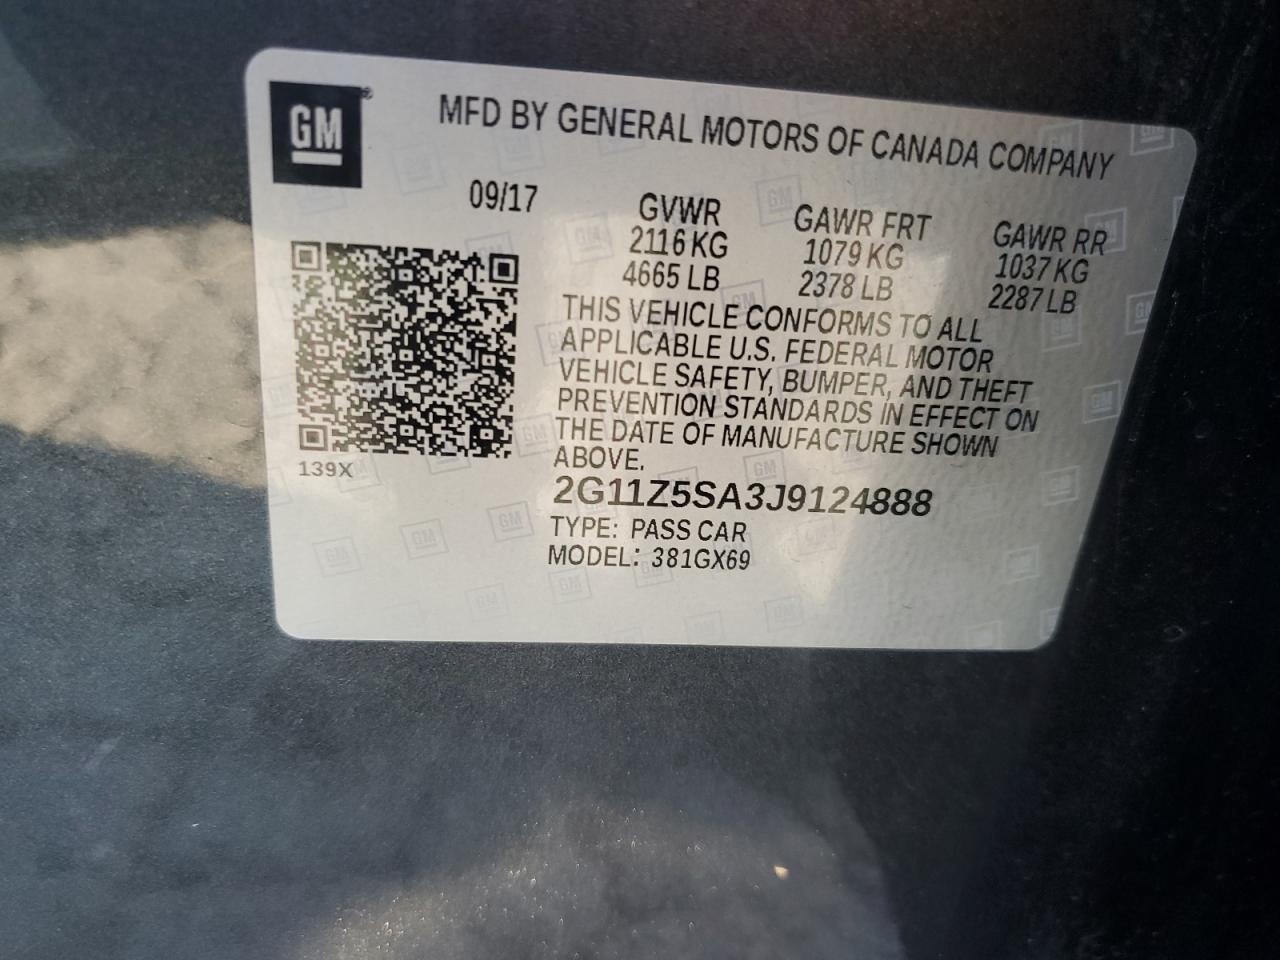 GM®
MFD BY GENERAL MOTORS OF CANADA COMPANY
09/17
GVWR
2116 KG
4665 LB
GAWR FRT
1079 KG
2378 LB
GAWR RR
1037 KG
2287 LB
THIS VEHICLE CONFORMS TO ALL
APPLICABLE U.S. FEDERAL MOTOR
VEHICLE SAFETY, BUMPER, AND THEFT
PREVENTION STANDARDS IN EFFECT ON
THE DATE OF MANUFACTURE SHOWN
ABOVE.
139X
2G11Z5SA3J9124888
TYPE: PASS CAR
MODEL: 381GX69